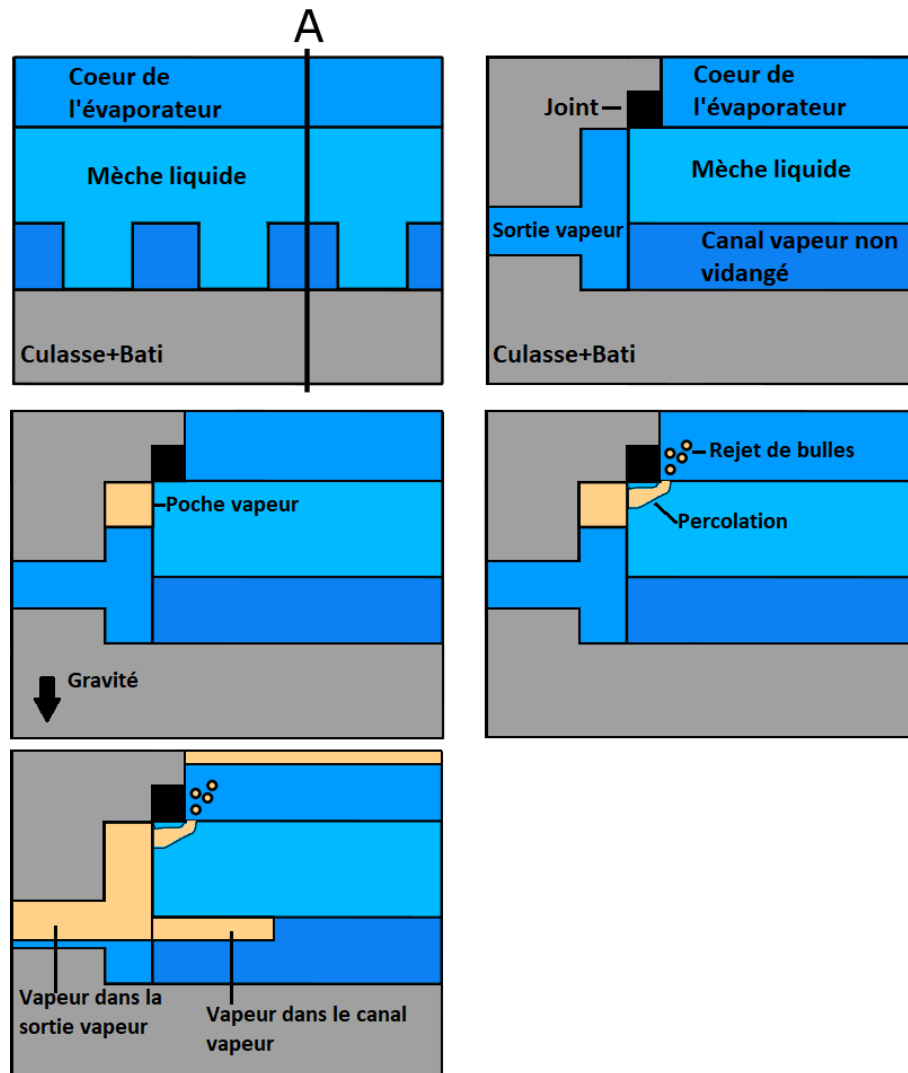 A
Coeur de
l'évaporateur
Mèche liquide
Culasse+Bati
Coeur de
l'évaporateur
Joint
Mèche liquide
Sortie vapeur
Canal vapeur non
vidangé
Culasse+Bati
Poche vapeur
Gravité
Rejet de bulles
Percolation
Vapeur dans la
sortie vapeur
Vapeur dans le canal
vapeur